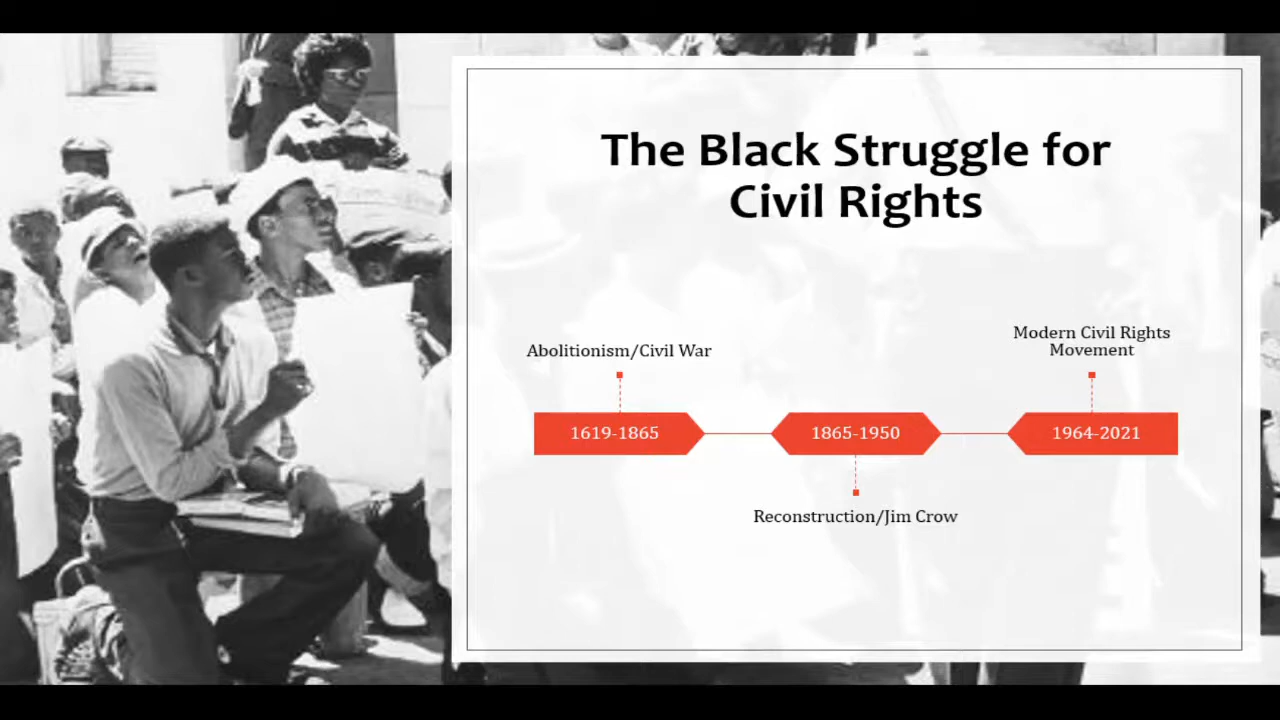 The Black Struggle for
Civil Rights
Abolitionism/Civil War
Modern Civil Rights
Movement
1619-1865
1865-1950
1964-2021
Reconstruction/Jim Crow